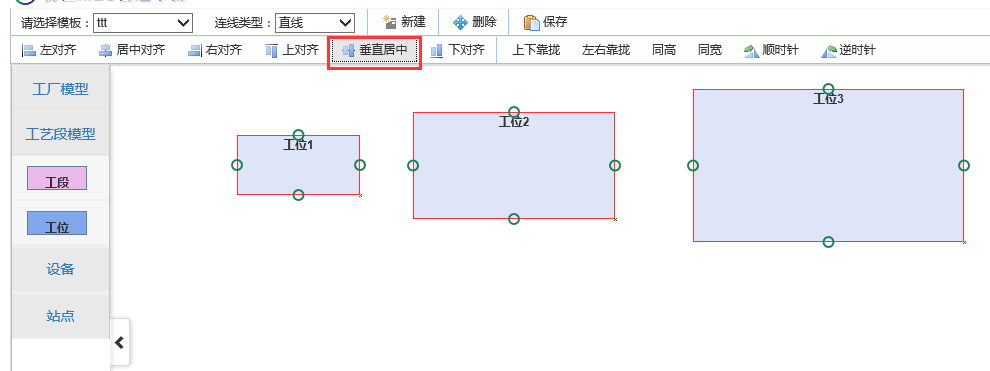 请选择模板： ttt 连线类型： 直线 新建 删除 保存
左对齐 居中对齐 右对齐 上对齐 垂直居中 下对齐 上下靠拢 左右靠拢 同高 同宽 顺时针 逆时针
工厂模型
工艺段模型
工段
工位
设备
站点
工位1
工位2
工位3